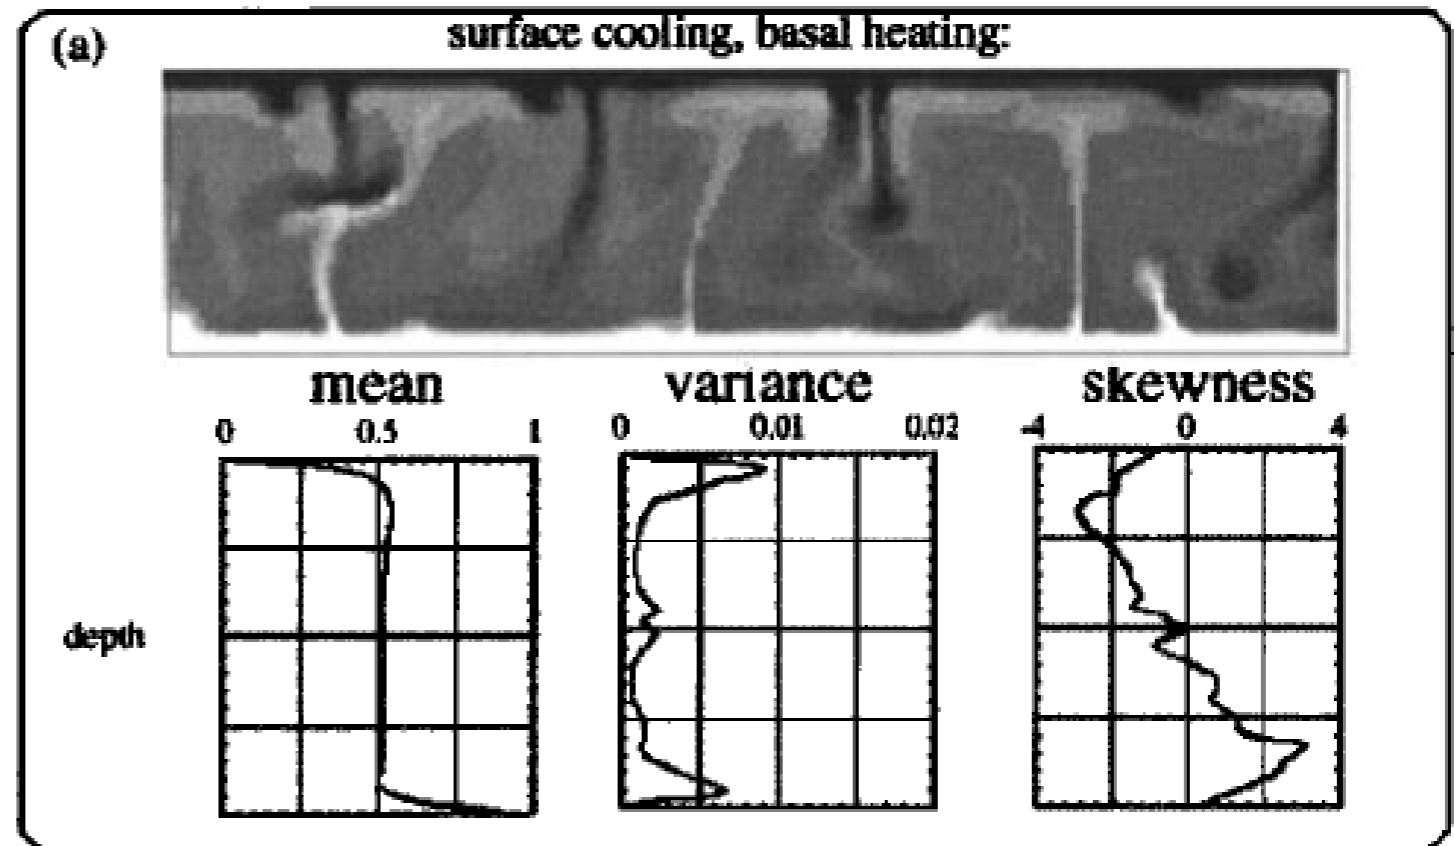 (a)
surface cooling, basal heating:
mean variance skewness
0 0.5 1 0 0.01 0.02 -4 0 4
depth